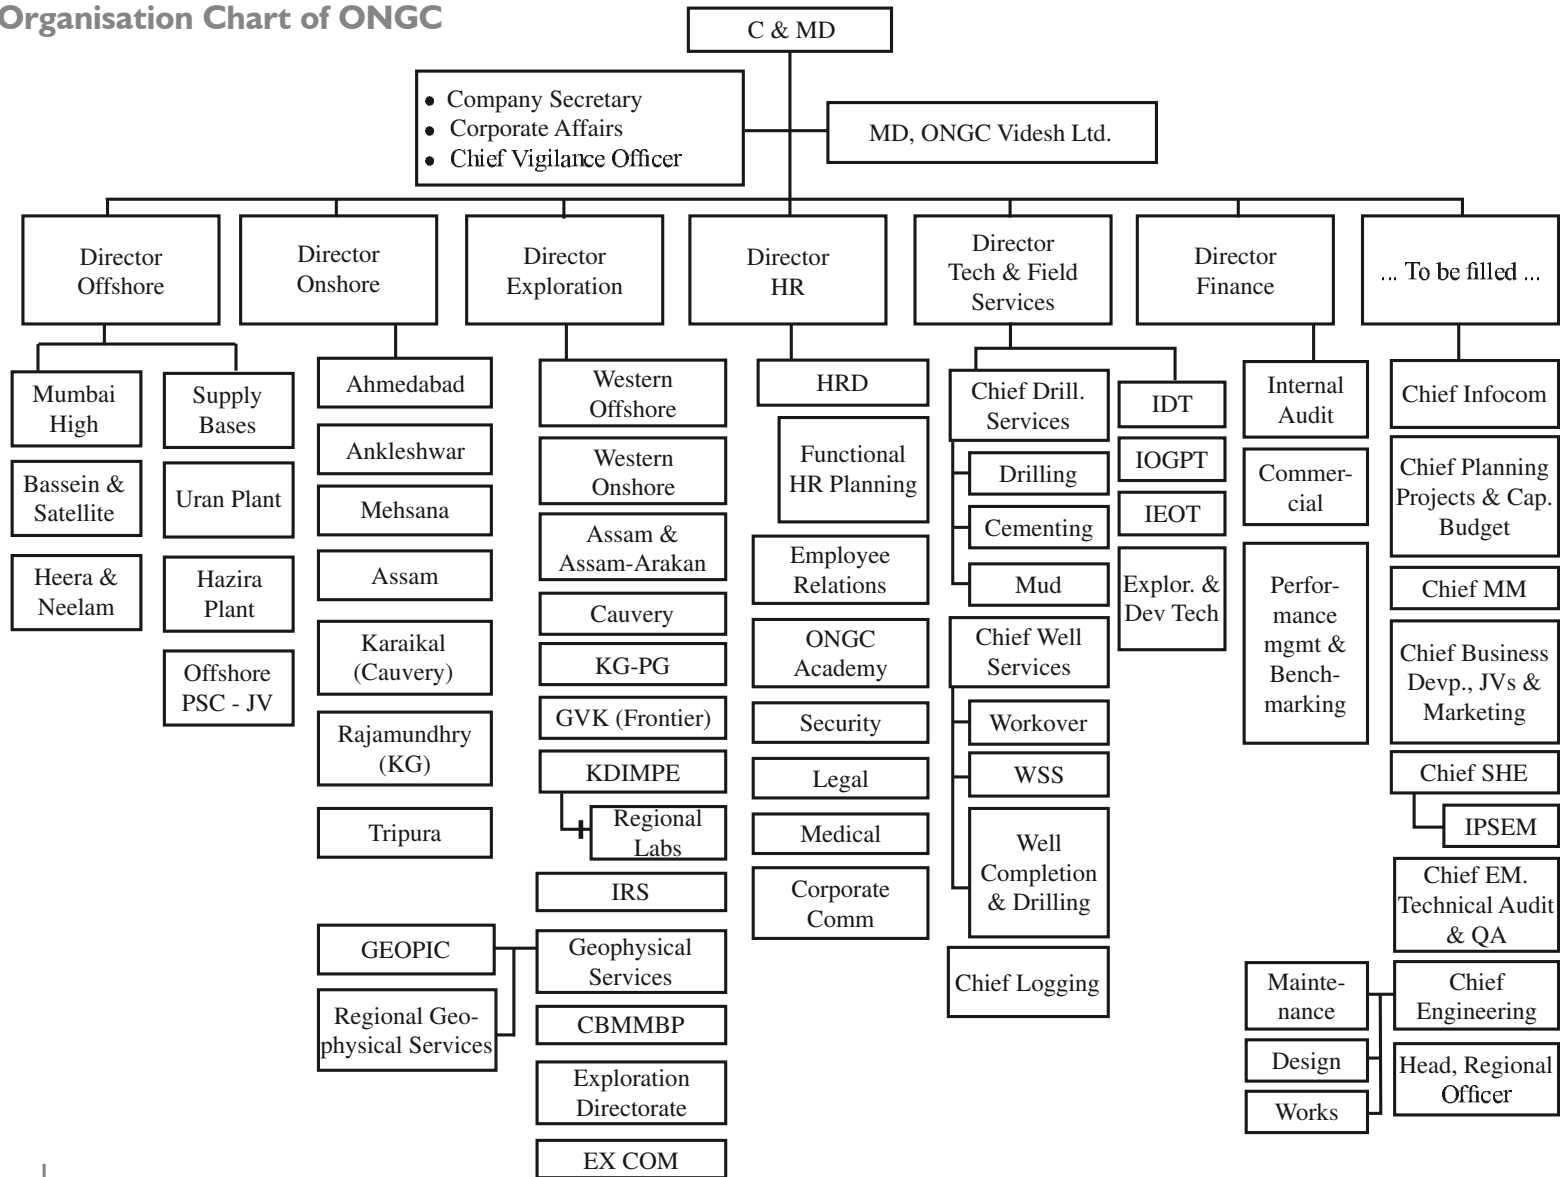 Organisation Chart of ONGC
C & MD
• Company Secretary
• Corporate Affairs
• Chief Vigilance Officer
MD, ONGC Videsh Ltd.
Director
Offshore
Director
Onshore
Director
Exploration
Director
HR
Director
Tech & Field
Services
Director
Finance
... To be filled ...
Mumbai
High
Bassein &
Satellite
Heera &
Neelam
Supply
Bases
Uran Plant
Hazira
Plant
Offshore
PSC - JV
Ahmedabad
Ankleshwar
Mehsana
Assam
Karaikal
(Cauvery)
Rajamundhry
(KG)
Tripura
Western
Offshore
Western
Onshore
Assam &
Assam-Arakan
Cauvery
KG-PG
GVK (Frontier)
KDIMPE
Regional
Labs
IRS
Geophysical
Services
GEOPIC
Regional Geo-
physical Services
CBMMBP
Exploration
Directorate
EX COM
HRD
Functional
HR Planning
Employee
Relations
ONGC
Academy
Security
Legal
Medical
Corporate
Comm
Chief Drill.
Services
Drilling
Cementing
Mud
Chief Well
Services
Workover
WSS
Well
Completion
& Drilling
Chief Logging
IDT
IOGPT
IEOT
Explor. &
Dev Tech
Internal
Audit
Commer-
cial
Perfor-
mance
mgmt &
Bench-
marking
Chief Infocom
Chief Planning
Projects & Cap.
Budget
Chief MM
Chief Business
Devp., JVs &
Marketing
Chief SHE
IPSEM
Chief EM.
Technical Audit
& QA
Chief
Engineering
Mainte-
nance
Design
Works
Head, Regional
Officer